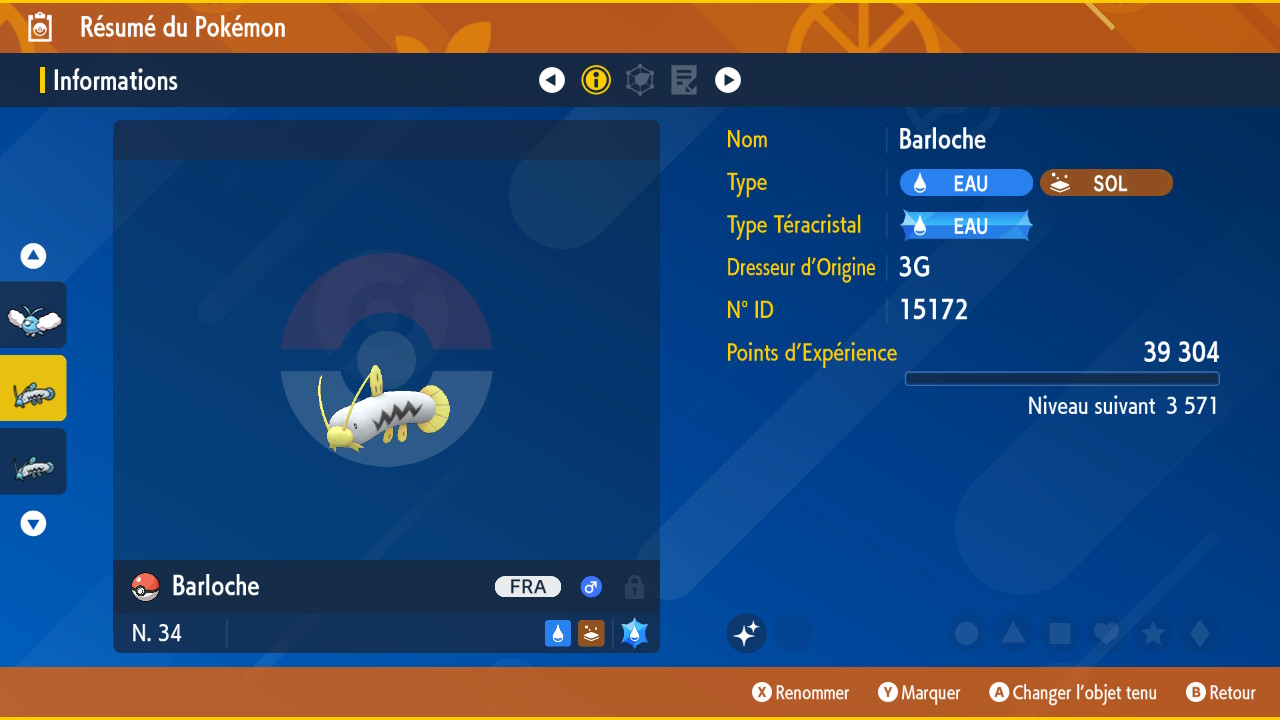 Résumé du Pokémon
Informations
Nom Barloche
Type EAU SOL
Type Téracristal EAU
Dresseur d'Origine 3G
N° ID 15172
Points d'Expérience 39 304
Niveau suivant 3 571
Barloche FRA
N. 34
X Renommer Y Marquer A Changer l'objet tenu B Retour